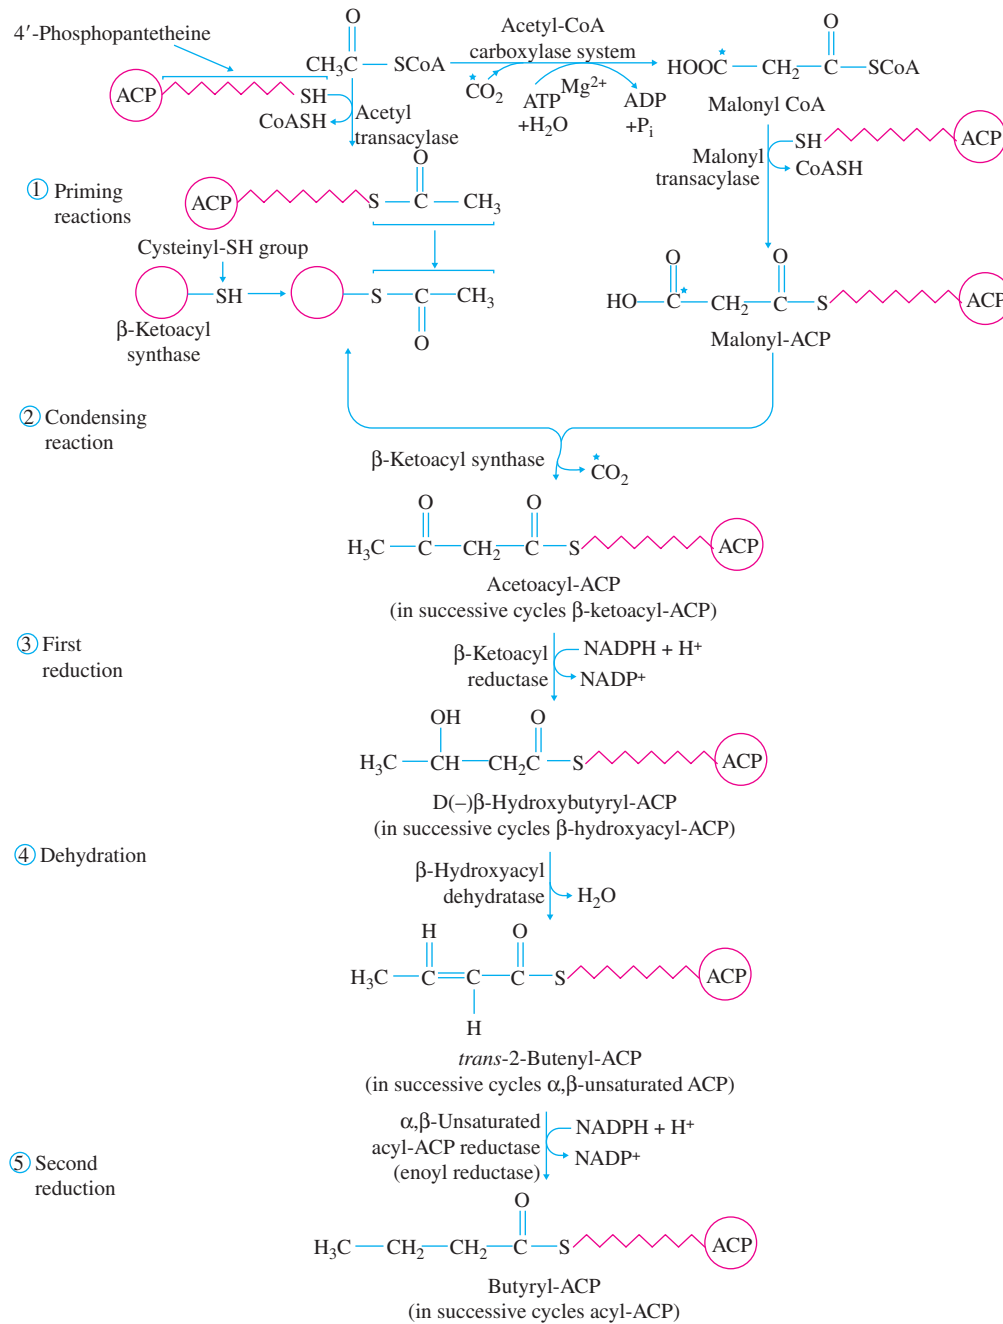 4′-Phosphopantetheine
O
CH₃C — SCoA
Acetyl-CoA
carboxylase system
*CO₂
ATP
+H₂O
Mg²⁺
ADP
+Pᵢ
O
HOOC* — CH₂ — C — SCoA
Malonyl CoA
ACP SH
CoASH
Acetyl
transacylase
Malonyl
transacylase
SH ACP
CoASH
① Priming
reactions
O
ACP S — C — CH₃
Cysteinyl-SH group
SH
S — C — CH₃
O
β-Ketoacyl
synthase
O O
HO — C* — CH₂ — C — S ACP
Malonyl-ACP
② Condensing
reaction
β-Ketoacyl synthase
*CO₂
O O
H₃C — C — CH₂ — C — S ACP
Acetoacyl-ACP
(in successive cycles β-ketoacyl-ACP)
③ First
reduction
β-Ketoacyl
reductase
NADPH + H⁺
NADP⁺
OH O
H₃C — CH — CH₂C — S ACP
D(–)β-Hydroxybutyryl-ACP
(in successive cycles β-hydroxyacyl-ACP)
④ Dehydration
β-Hydroxyacyl
dehydratase
H₂O
H O
H₃C — C = C — C — S ACP
H
trans-2-Butenyl-ACP
(in successive cycles α,β-unsaturated ACP)
⑤ Second
reduction
α,β-Unsaturated
acyl-ACP reductase
(enoyl reductase)
NADPH + H⁺
NADP⁺
O
H₃C — CH₂ — CH₂ — C — S ACP
Butyryl-ACP
(in successive cycles acyl-ACP)